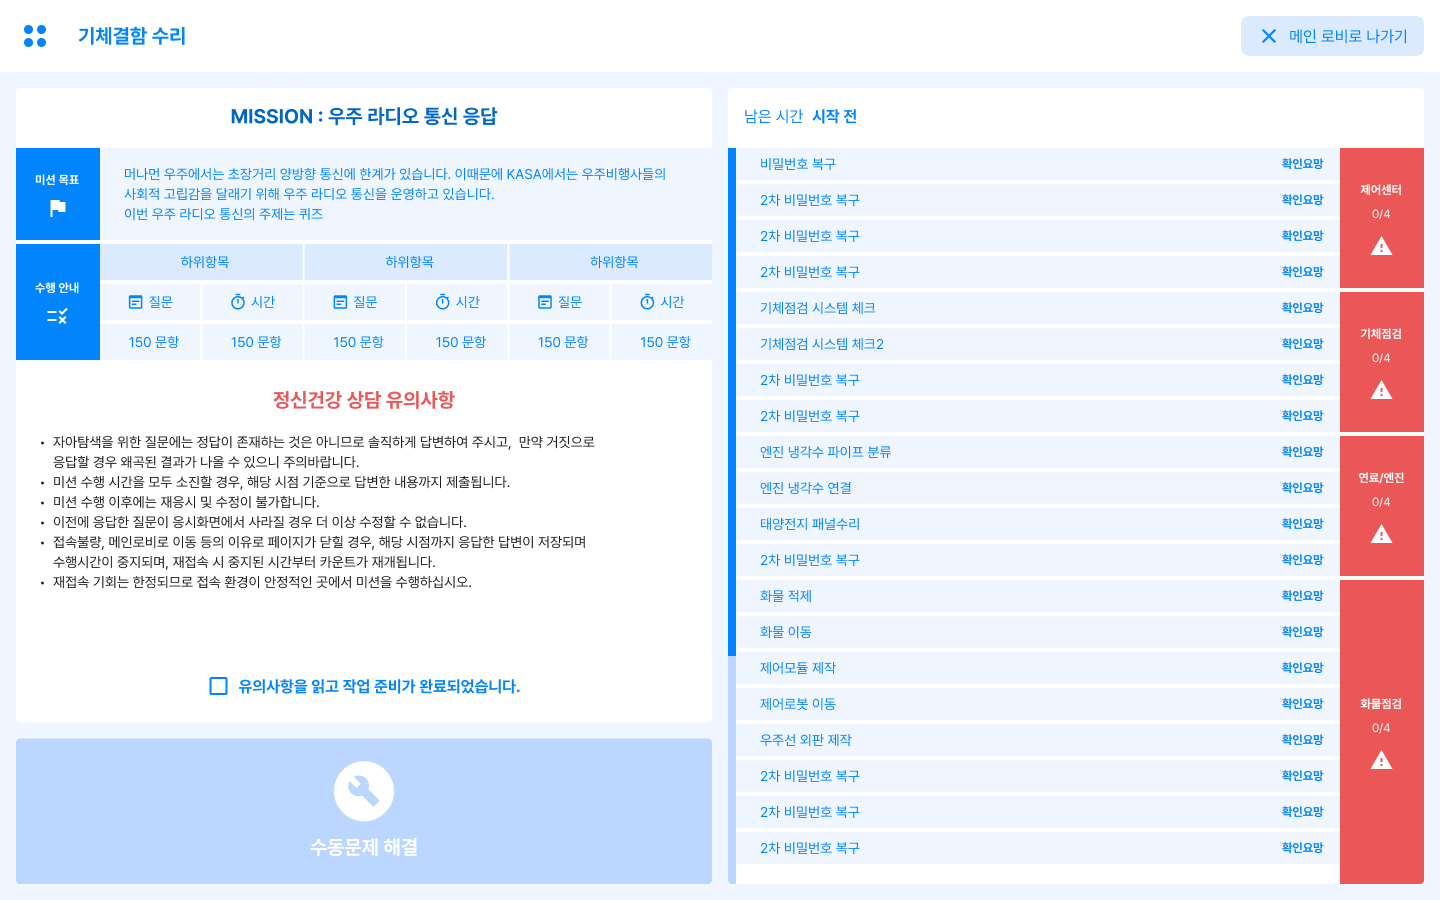 기체결함 수리
메인 로비로 나가기
MISSION : 우주 라디오 통신 응답
미션 목표
머나먼 우주에서는 초장거리 양방향 통신에 한계가 있습니다. 이때문에 KASA에서는 우주비행사들의
사회적 고립감을 달래기 위해 우주 라디오 통신을 운영하고 있습니다.
이번 우주 라디오 통신의 주제는 퀴즈
수행 안내
하위항목 하위항목 하위항목
질문 시간 질문 시간 질문 시간
150 문항 150 문항 150 문항 150 문항 150 문항 150 문항
정신건강 상담 유의사항
• 자아탐색을 위한 질문에는 정답이 존재하는 것은 아니므로 솔직하게 답변하여 주시고,  만약 거짓으로
응답할 경우 왜곡된 결과가 나올 수 있으니 주의바랍니다.
• 미션 수행 시간을 모두 소진할 경우, 해당 시점 기준으로 답변한 내용까지 제출됩니다.
• 미션 수행 이후에는 재응시 및 수정이 불가합니다.
• 이전에 응답한 질문이 응시화면에서 사라질 경우 더 이상 수정할 수 없습니다.
• 접속불량, 메인로비로 이동 등의 이유로 페이지가 닫힐 경우, 해당 시점까지 응답한 답변이 저장되며
수행시간이 중지되며, 재접속 시 중지된 시간부터 카운트가 재개됩니다.
• 재접속 기회는 한정되므로 접속 환경이 안정적인 곳에서 미션을 수행하십시오.
유의사항을 읽고 작업 준비가 완료되었습니다.
수동문제 해결
남은 시간 시작 전
비밀번호 복구 확인요망
2차 비밀번호 복구 확인요망
2차 비밀번호 복구 확인요망
2차 비밀번호 복구 확인요망
제어센터
0/4
기체점검 시스템 체크 확인요망
기체점검 시스템 체크2 확인요망
2차 비밀번호 복구 확인요망
2차 비밀번호 복구 확인요망
기체점검
0/4
엔진 냉각수 파이프 분류 확인요망
엔진 냉각수 연결 확인요망
태양전지 패널수리 확인요망
2차 비밀번호 복구 확인요망
연료/엔진
0/4
화물 적제 확인요망
화물 이동 확인요망
제어모듈 제작 확인요망
제어로봇 이동 확인요망
우주선 외판 제작 확인요망
2차 비밀번호 복구 확인요망
2차 비밀번호 복구 확인요망
2차 비밀번호 복구 확인요망
화물점검
0/4